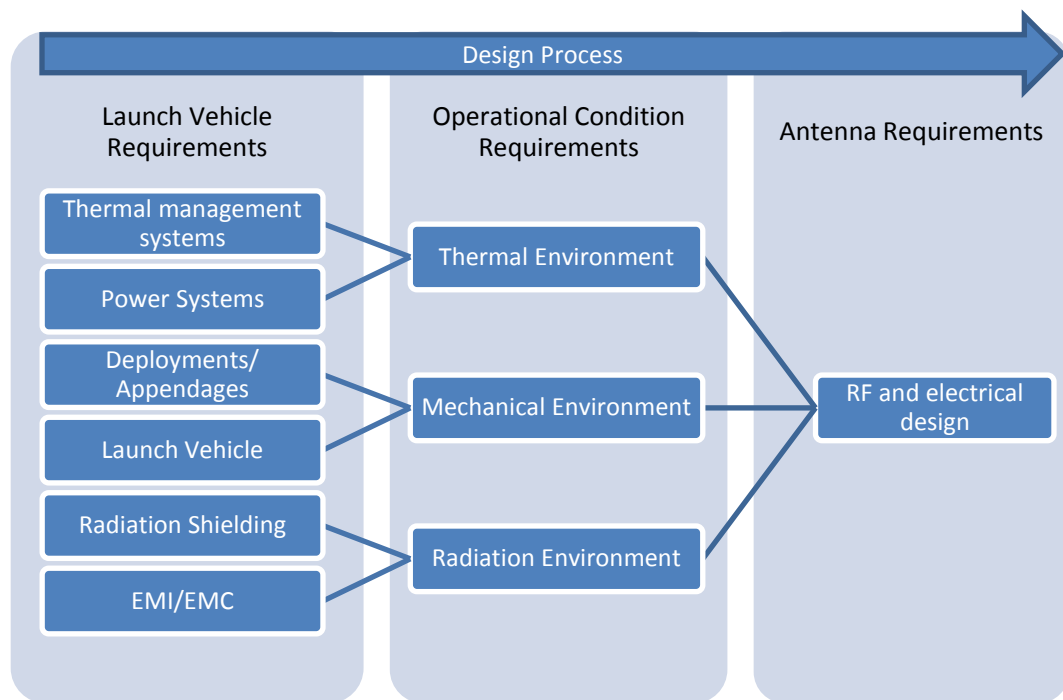 Design Process
Launch Vehicle
Requirements
Operational Condition
Requirements
Antenna Requirements
Thermal management
systems
Power Systems
Deployments/
Appendages
Launch Vehicle
Radiation Shielding
EMI/EMC
Thermal Environment
Mechanical Environment
Radiation Environment
RF and electrical
design